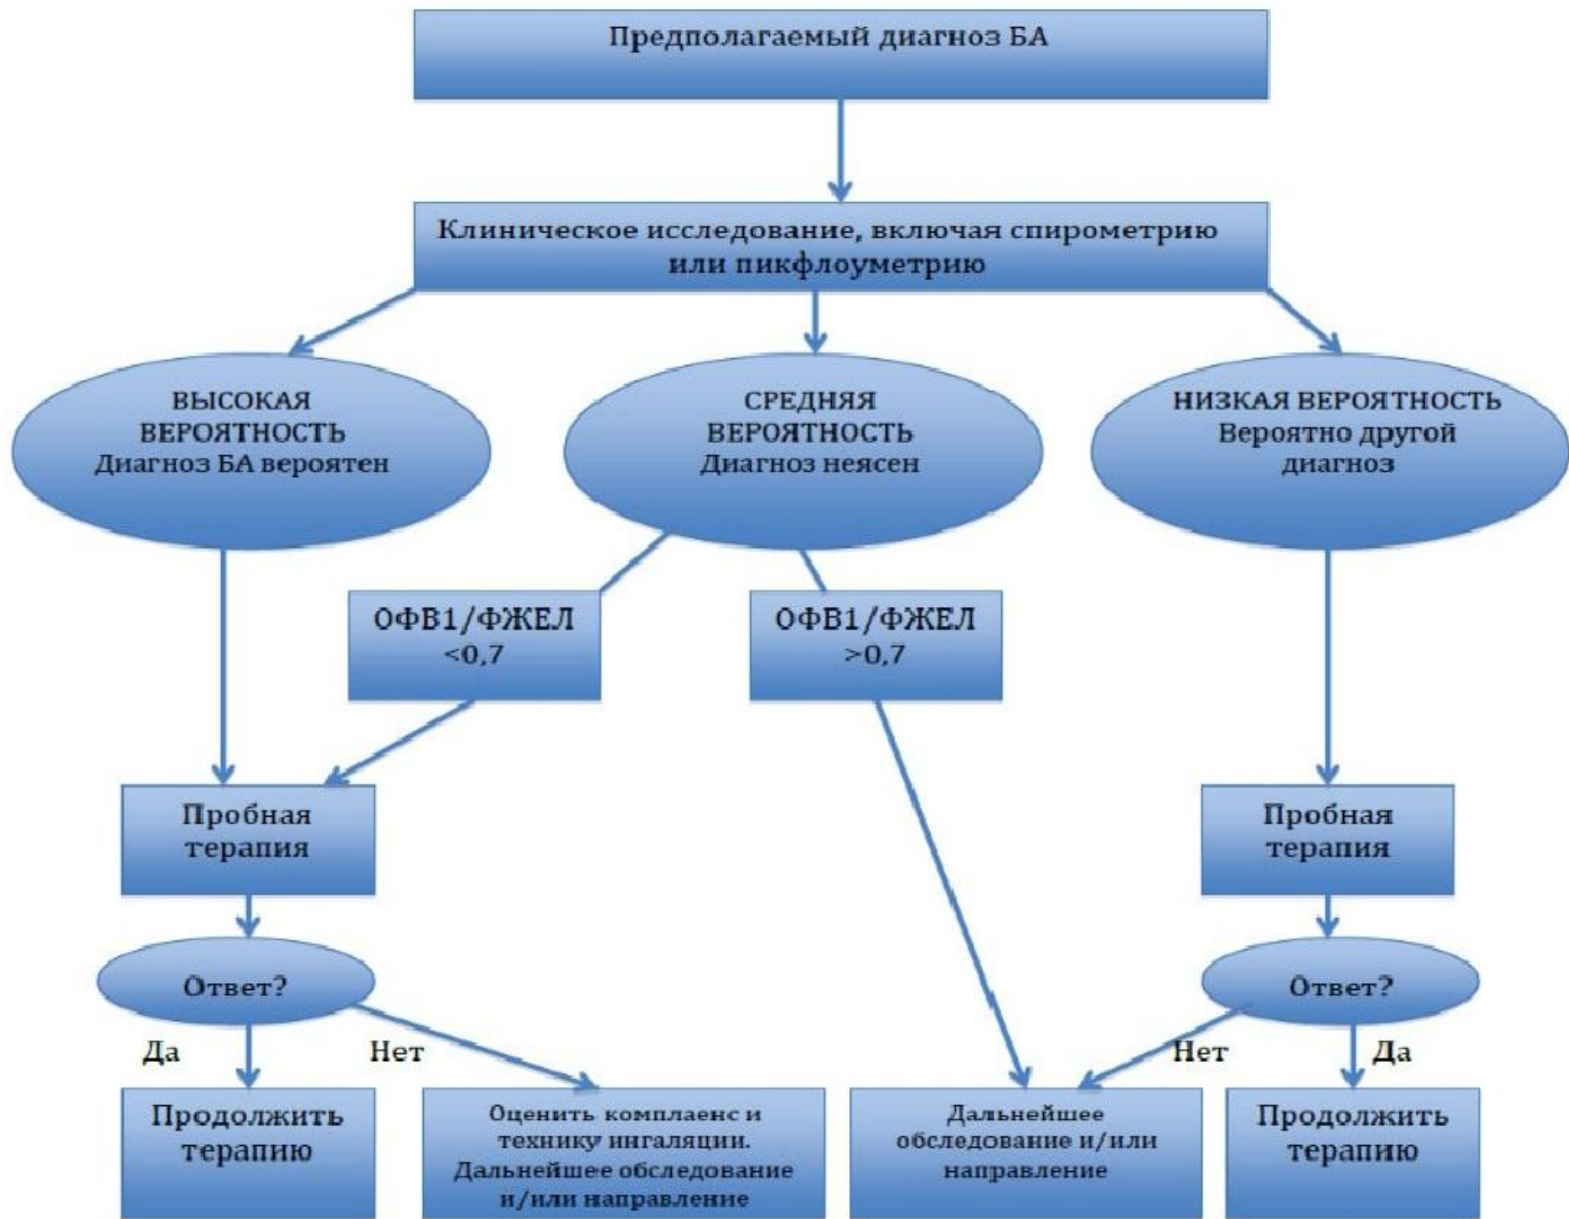 Предполагаемый диагноз БА
Клиническое исследование, включая спирометрию
или пикфлоуметрию
ВЫСОКАЯ
ВЕРОЯТНОСТЬ
Диагноз БА вероятен
СРЕДНЯЯ
ВЕРОЯТНОСТЬ
Диагноз неясен
НИЗКАЯ ВЕРОЯТНОСТЬ
Вероятно другой
диагноз
ОФВ1/ФЖЕЛ
<0,7
ОФВ1/ФЖЕЛ
>0,7
Пробная
терапия
Пробная
терапия
Ответ?
Ответ?
Да
Нет
Нет
Да
Продолжить
терапию
Оценить комплаенс и
технику ингаляции.
Дальнейшее обследование
и/или направление
Дальнейшее
обследование и/или
направление
Продолжить
терапию